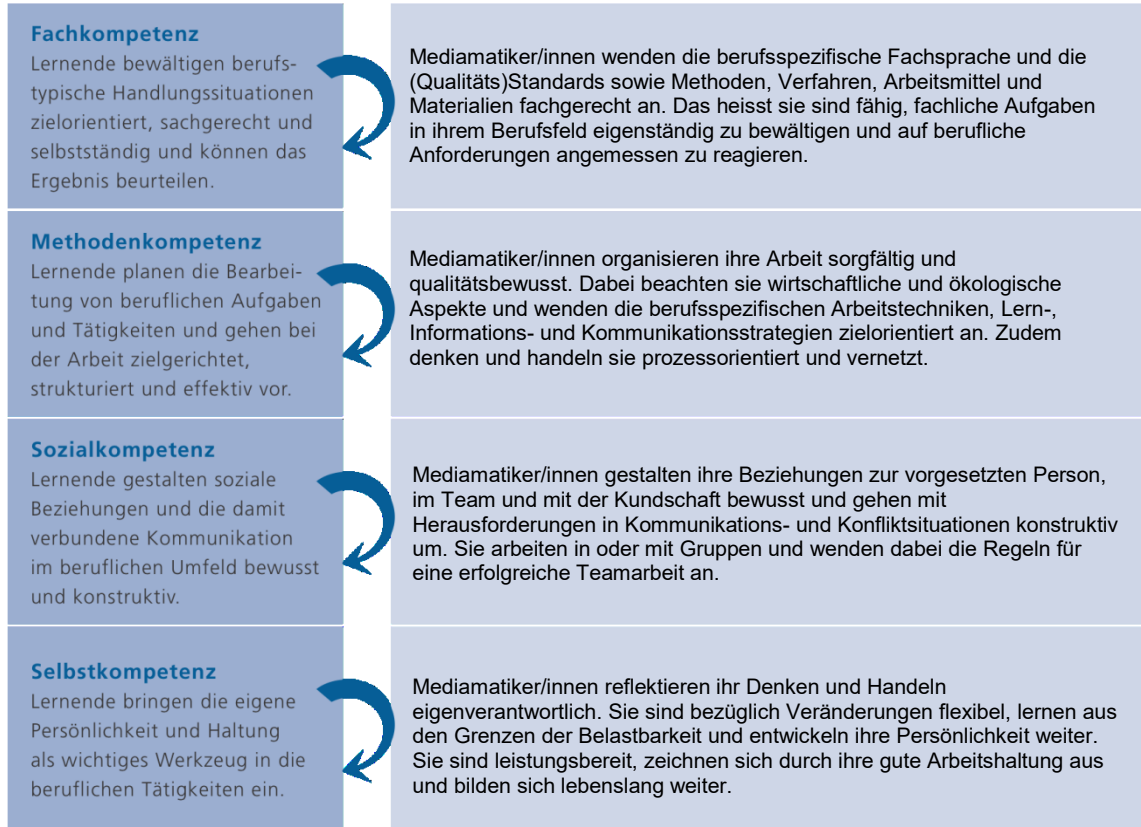 Fachkompetenz
Lernende bewältigen berufs-
typische Handlungssituationen
zielorientiert, sachgerecht und
selbstständig und können das
Ergebnis beurteilen.
Mediamatiker/innen wenden die berufsspezifische Fachsprache und die
(Qualitäts)Standards sowie Methoden, Verfahren, Arbeitsmittel und
Materialien fachgerecht an. Das heisst sie sind fähig, fachliche Aufgaben
in ihrem Berufsfeld eigenständig zu bewältigen und auf berufliche
Anforderungen angemessen zu reagieren.
Methodenkompetenz
Lernende planen die Bearbei-
tung von beruflichen Aufgaben
und Tätigkeiten und gehen bei
der Arbeit zielgerichtet,
strukturiert und effektiv vor.
Mediamatiker/innen organisieren ihre Arbeit sorgfältig und
qualitätsbewusst. Dabei beachten sie wirtschaftliche und ökologische
Aspekte und wenden die berufsspezifischen Arbeitstechniken, Lern-,
Informations- und Kommunikationsstrategien zielorientiert an. Zudem
denken und handeln sie prozessorientiert und vernetzt.
Sozialkompetenz
Lernende gestalten soziale
Beziehungen und die damit
verbundene Kommunikation
im beruflichen Umfeld bewusst
und konstruktiv.
Mediamatiker/innen gestalten ihre Beziehungen zur vorgesetzten Person,
im Team und mit der Kundschaft bewusst und gehen mit
Herausforderungen in Kommunikations- und Konfliktsituationen konstruktiv
um. Sie arbeiten in oder mit Gruppen und wenden dabei die Regeln für
eine erfolgreiche Teamarbeit an.
Selbstkompetenz
Lernende bringen die eigene
Persönlichkeit und Haltung
als wichtiges Werkzeug in die
beruflichen Tätigkeiten ein.
Mediamatiker/innen reflektieren ihr Denken und Handeln
eigenverantwortlich. Sie sind bezüglich Veränderungen flexibel, lernen aus
den Grenzen der Belastbarkeit und entwickeln ihre Persönlichkeit weiter.
Sie sind leistungsbereit, zeichnen sich durch ihre gute Arbeitshaltung aus
und bilden sich lebenslang weiter.